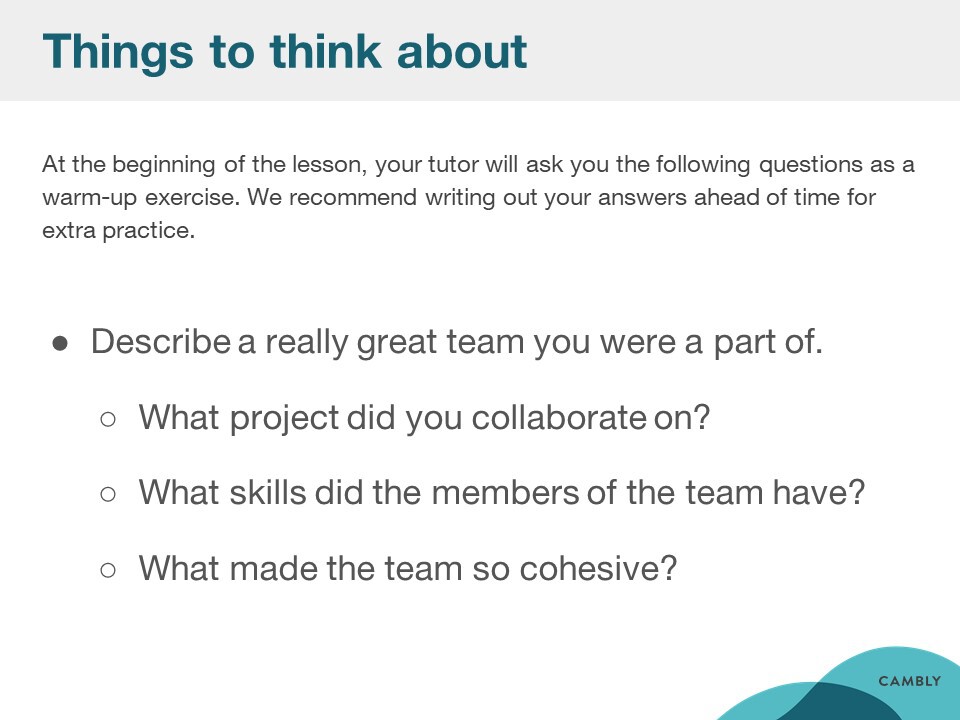 Things to think about
At the beginning of the lesson, your tutor will ask you the following questions as a
warm-up exercise. We recommend writing out your answers ahead of time for
extra practice.
● Describe a really great team you were a part of.
○ What project did you collaborate on?
○ What skills did the members of the team have?
○ What made the team so cohesive?
CAMBLY